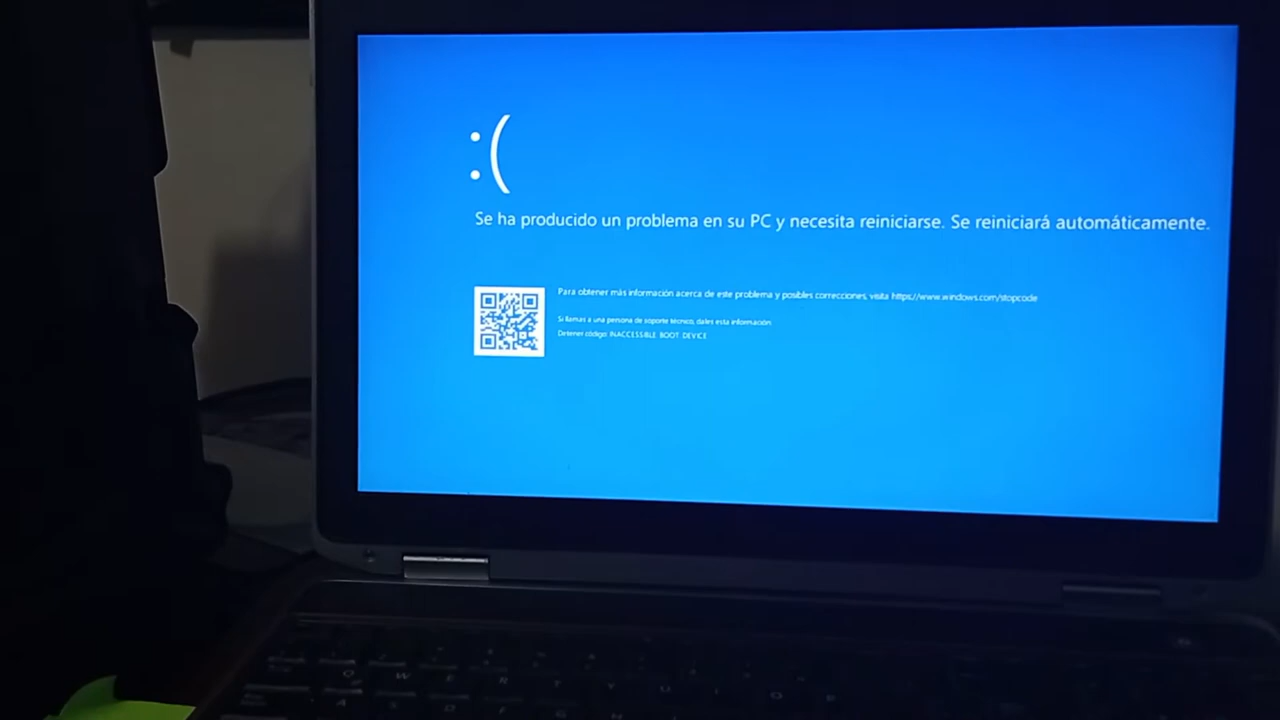 :(
Se ha producido un problema en su PC y necesita reiniciarse. Se reiniciará automáticamente.
Para obtener más información acerca de este problema y posibles correcciones, visita https://www.windows.com/stopcode
Si llamas a una persona de soporte técnico, dales esta información:
Detener código: INACCESSIBLE BOOT DEVICE
Q W E R T Y U I O
A S D F G H